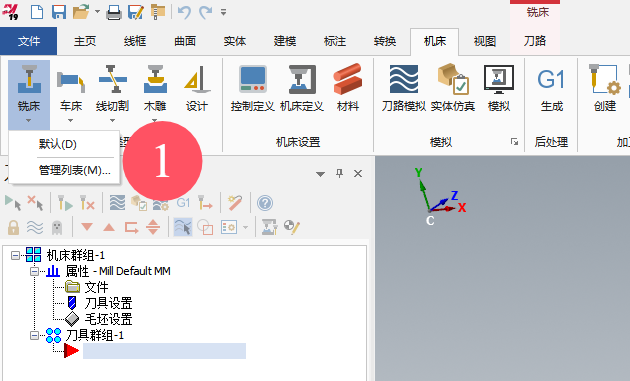 19
铣床
文件 主页 线框 曲面 实体 建模 标注 转换 机床 视图 刀路
G1 G1
铣床 车床 线切割 木雕 设计 控制定义 机床定义 材料 刀路模拟 实体仿真 模拟 生成 创建
机床设置 模拟 后处理
默认(D)
管理列表(M)...
1
G1
机床群组-1
属性 - Mill Default MM
文件
刀具设置
毛坯设置
刀具群组-1
Y
Z
X
C